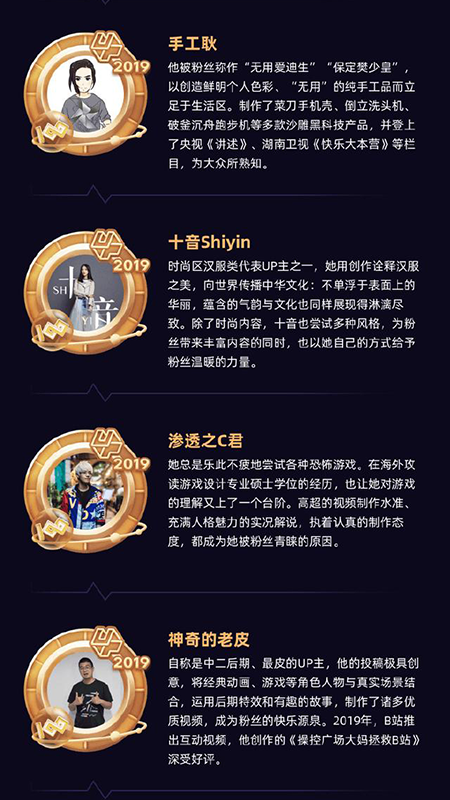 2019
手工耿
他被粉丝称作“无用爱迪生”“保定樊少皇”，
以创造鲜明个人色彩、“无用”的纯手工品而立
足于生活区。制作了菜刀手机壳、倒立洗头机、
破釜沉舟跑步机等多款沙雕黑科技产品，并登上
了央视《讲述》、湖南卫视《快乐大本营》等栏
目，为大众所熟知。
2019
十音
SH
YI
十音Shiyin
时尚区汉服类代表UP主之一，她用创作诠释汉服
之美，向世界传播中华文化：不单浮于表面上的
华丽，蕴含的气韵与文化也同样展现得淋漓尽
致。除了时尚内容，十音也尝试多种风格，为粉
丝带来丰富内容的同时，也以她自己的方式给予
粉丝温暖的力量。
2019
渗透之C君
她总是乐此不疲地尝试各种恐怖游戏。在海外攻
读游戏设计专业硕士学位的经历，也让她对游戏
的理解又上了一个台阶。高超的视频制作水准、
充满人格魅力的实况解说，执着认真的制作态
度，都成为她被粉丝青睐的原因。
2019
神奇的老皮
自称是中二后期、最皮的UP主，他的投稿极具创
意，将经典动画、游戏等角色人物与真实场景结
合，运用后期特效和有趣的故事，制作了诸多优
质视频，成为粉丝的快乐源泉。2019年，B站推
出互动视频，他创作的《操控广场大妈拯救B站》
深受好评。